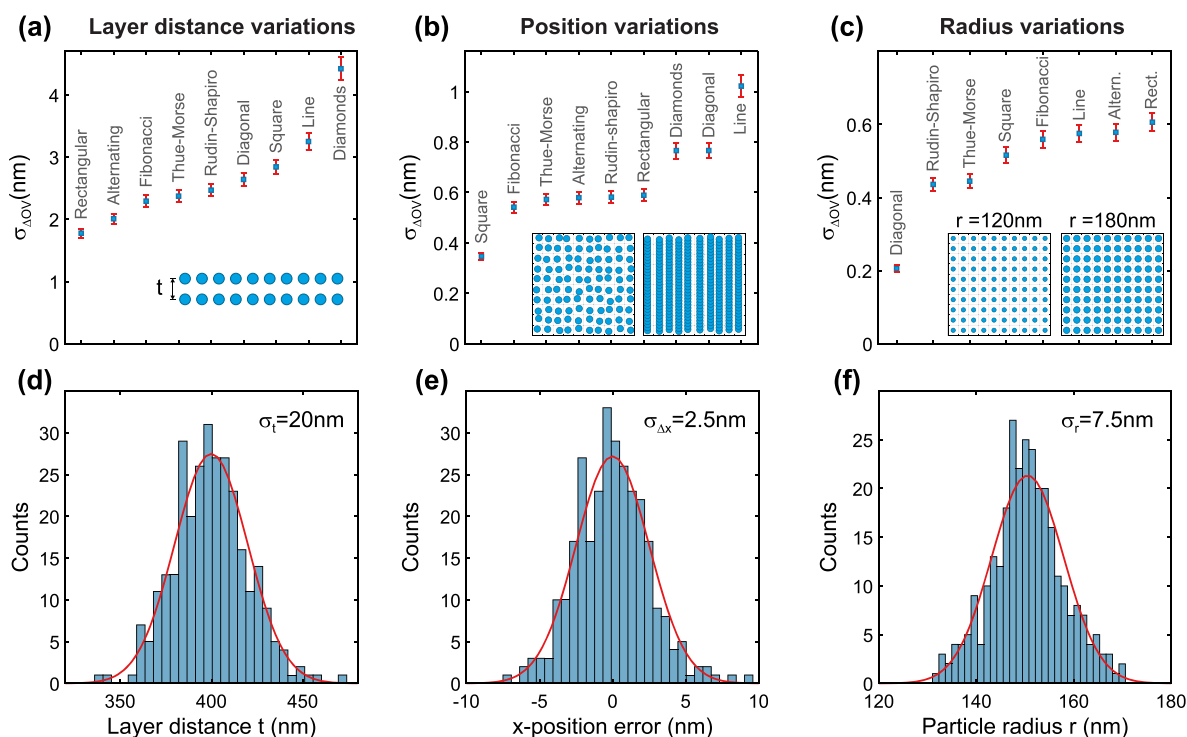 (a) Layer distance variations
σΔOV(nm)
4
3
2
1
0
Rectangular
Alternating
Fibonacci
Thue-Morse
Rudin-Shapiro
Diagonal
Square
Line
Diamonds
t
(b) Position variations
σΔOV(nm)
1
0.8
0.6
0.4
0.2
0
Square
Fibonacci
Thue-Morse
Alternating
Rudin-shapiro
Rectangular
Diamonds
Diagonal
Line
(c) Radius variations
σΔOV(nm)
0.6
0.4
0.2
0
Diagonal
Rudin-Shapiro
Thue-Morse
Square
Fibonacci
Line
Altern.
Rect.
r =120nm
r =180nm
(d)
σt=20nm
Counts
30
25
20
15
10
5
0
350 400 450
Layer distance t (nm)
(e)
σΔx=2.5nm
Counts
30
25
20
15
10
5
0
-10 -5 0 5 10
x-position error (nm)
(f)
σr=7.5nm
Counts
25
20
15
10
5
0
120 140 160 180
Particle radius r (nm)